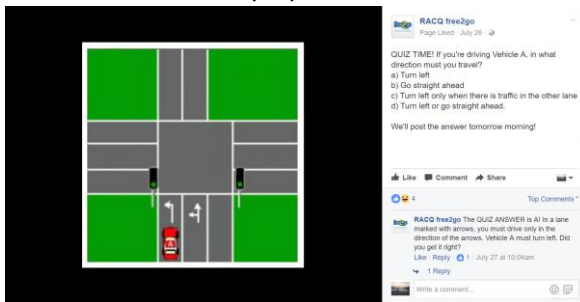 RACQ free2go
Page Liked · July 26 ·
QUIZ TIME! If you're driving Vehicle A, in what
direction must you travel?
a) Turn left
b) Go straight ahead
c) Turn left only when there is traffic in the other lane
d) Turn left or go straight ahead.
We'll post the answer tomorrow morning!
Like Comment Share
4 Top Comments
RACQ free2go The QUIZ ANSWER is A! In a lane
marked with arrows, you must drive only in the
direction of the arrows. Vehicle A must turn left. Did
you get it right?
Like · Reply · 1 · July 27 at 10:04am
1 Reply
Write a comment...
A